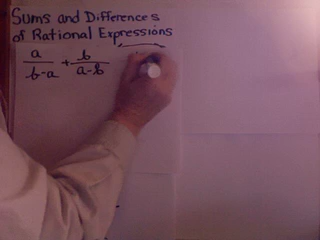 Sums and Differences
of Rational Expressions
a/(b-a) + b/(a-b)